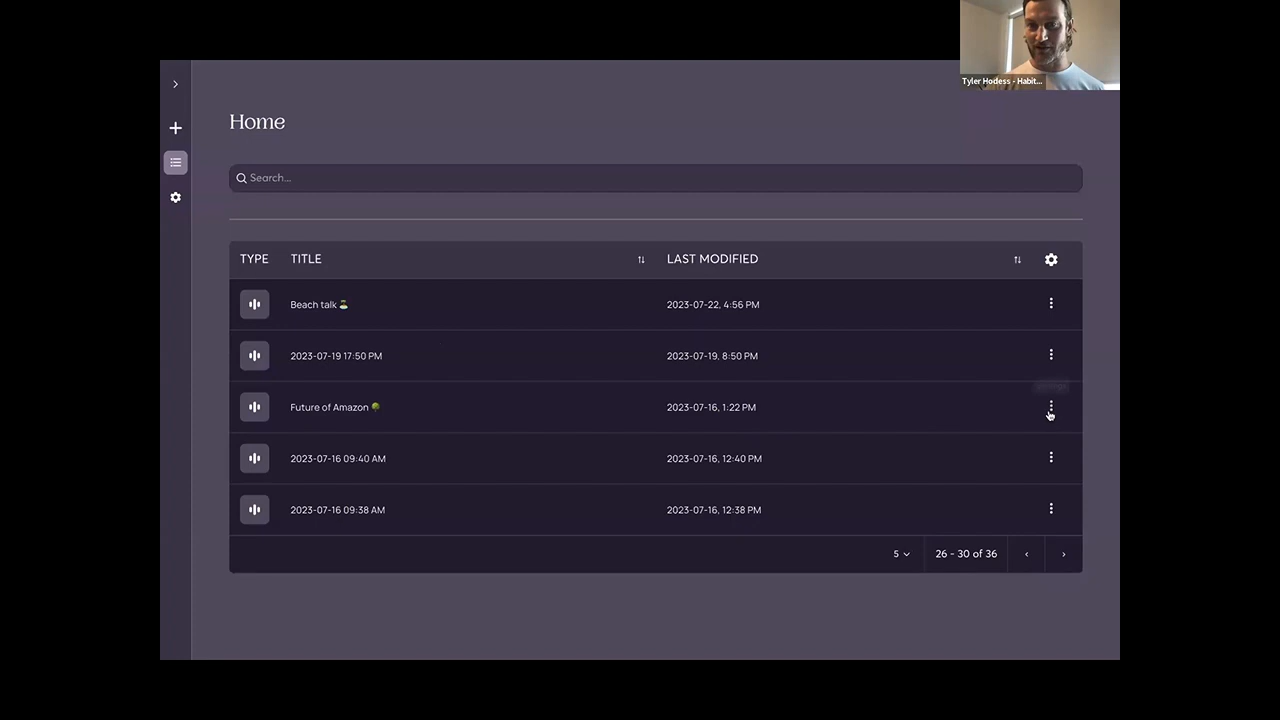 Tyler Hodess - Habit...
Home
Search...
TYPE TITLE LAST MODIFIED
Beach talk🏝️ 2023-07-22, 4:56 PM
2023-07-19 17:50 PM 2023-07-19, 8:50 PM
Future of Amazon🌳 2023-07-16, 1:22 PM
2023-07-16 09:40 AM 2023-07-16, 12:40 PM
2023-07-16 09:38 AM 2023-07-16, 12:38 PM
5 26 - 30 of 36